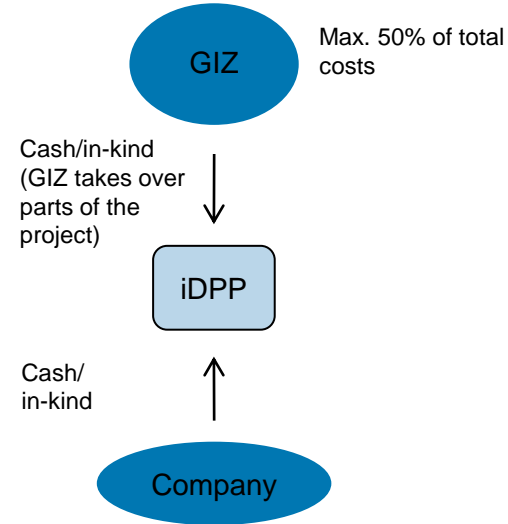 GIZ
Max. 50% of total
costs
Cash/in-kind
(GIZ takes over
parts of the
project)
iDPP
Cash/
in-kind
Company